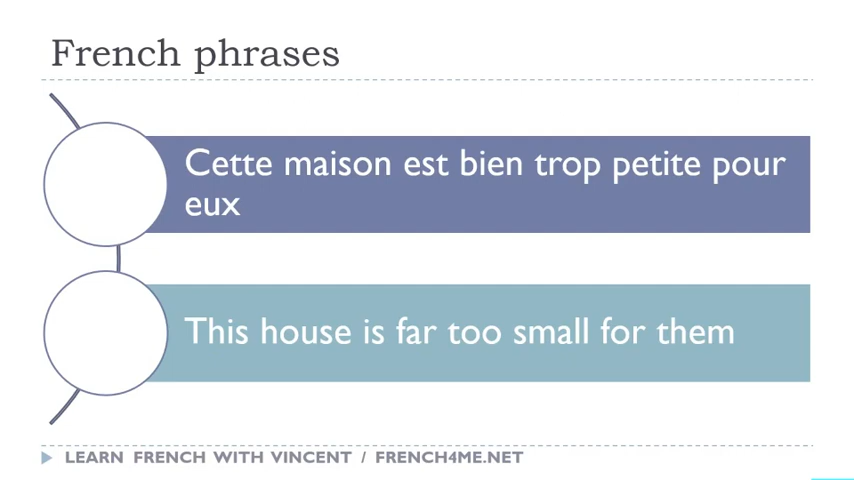 French phrases
Cette maison est bien trop petite pour
eux
This house is far too small for them
LEARN FRENCH WITH VINCENT / FRENCH4ME.NET